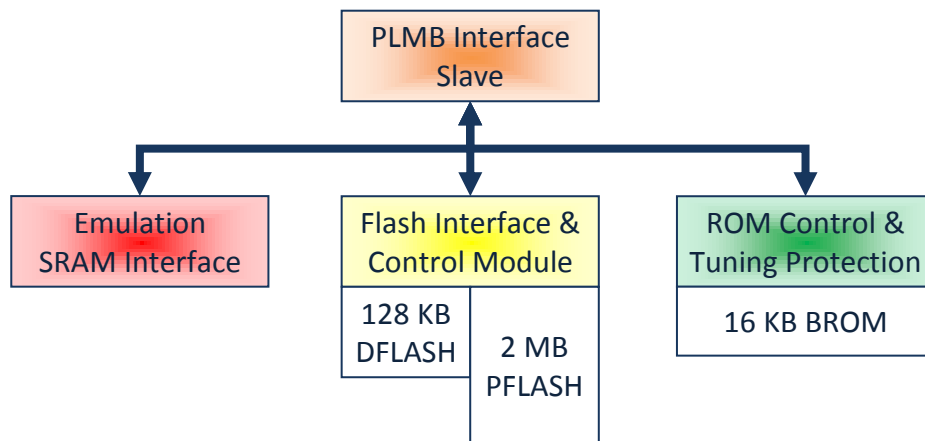 PLMB Interface
Slave
Emulation
SRAM Interface
Flash Interface &
Control Module
ROM Control &
Tuning Protection
128 KB
DFLASH
2 MB
PFLASH
16 KB BROM